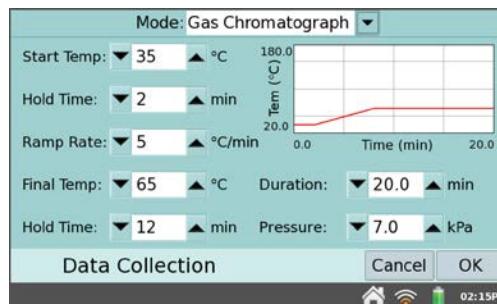 Mode: Gas Chromatograph
Start Temp: 35 °C
Hold Time: 2 min
Ramp Rate: 5 °C/min
Final Temp: 65 °C
Hold Time: 12 min
180.0
Tem (°C)
20.0
0.0 Time (min) 20.0
Duration: 20.0 min
Pressure: 7.0 kPa
Data Collection
Cancel OK
02:15P